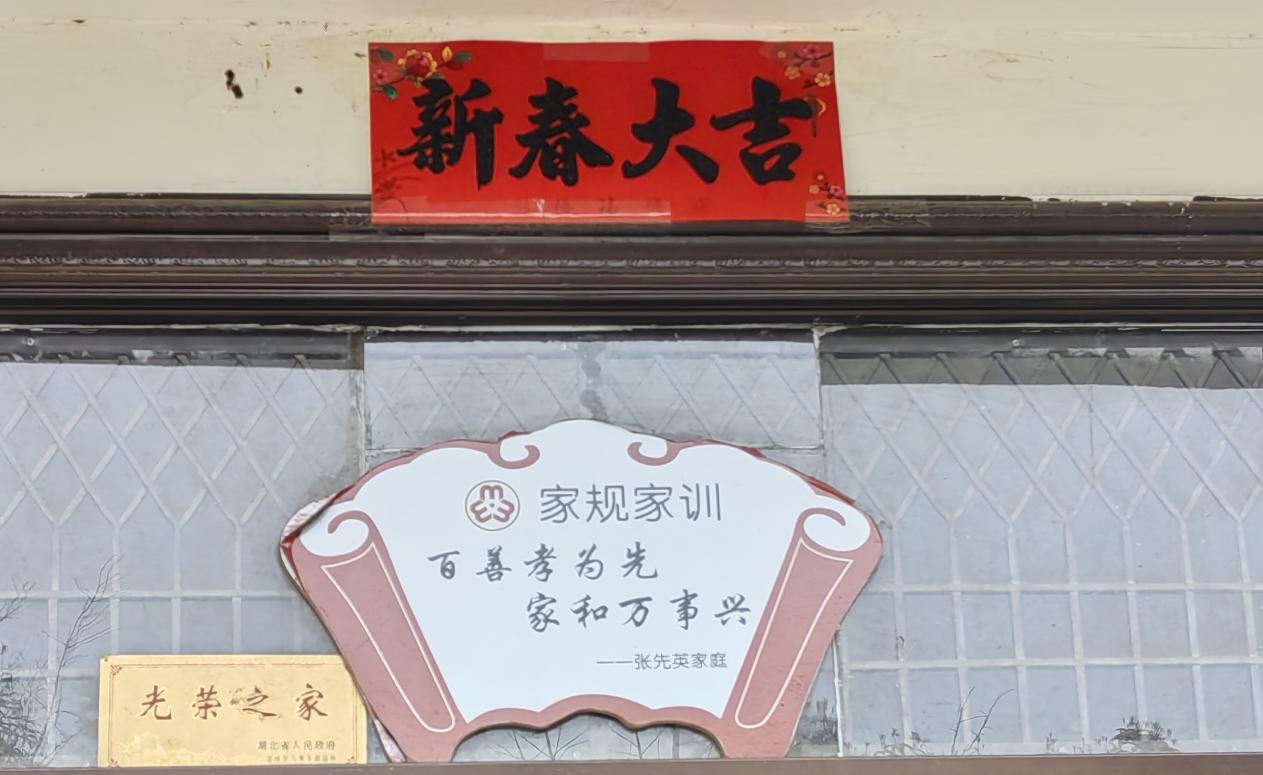 新春大吉
家规家训
百善孝为先
家和万事兴
——张先英家庭
光荣之家
湖北省人民政府